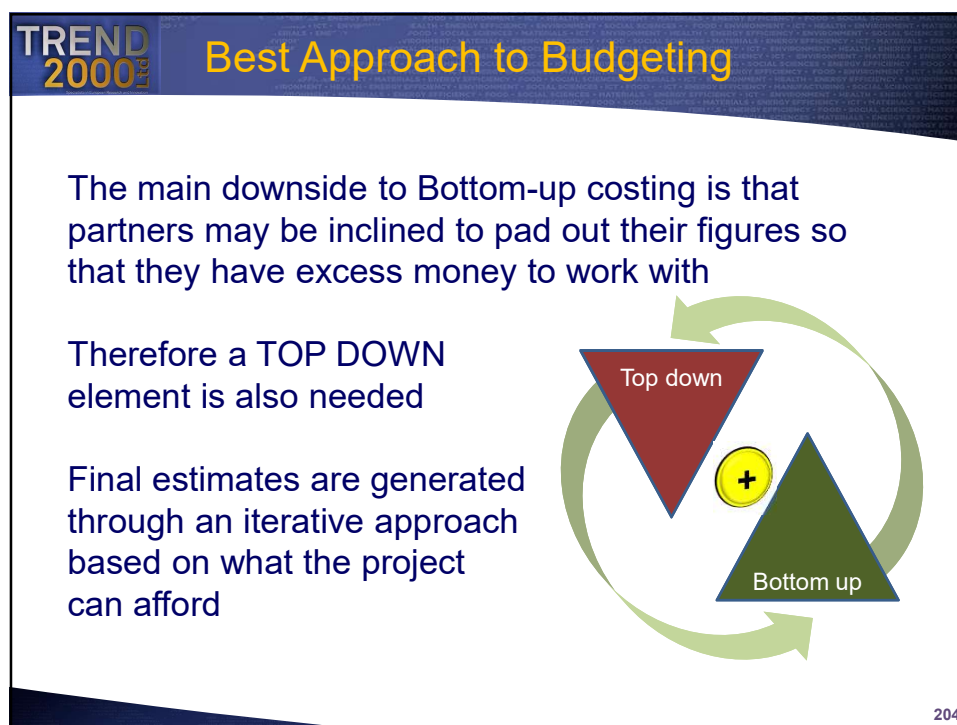 TREND
2000 Ltd
Best Approach to Budgeting
The main downside to Bottom-up costing is that
partners may be inclined to pad out their figures so
that they have excess money to work with
Therefore a TOP DOWN
element is also needed
Top down
+
Final estimates are generated
through an iterative approach
based on what the project
can afford
Bottom up
204